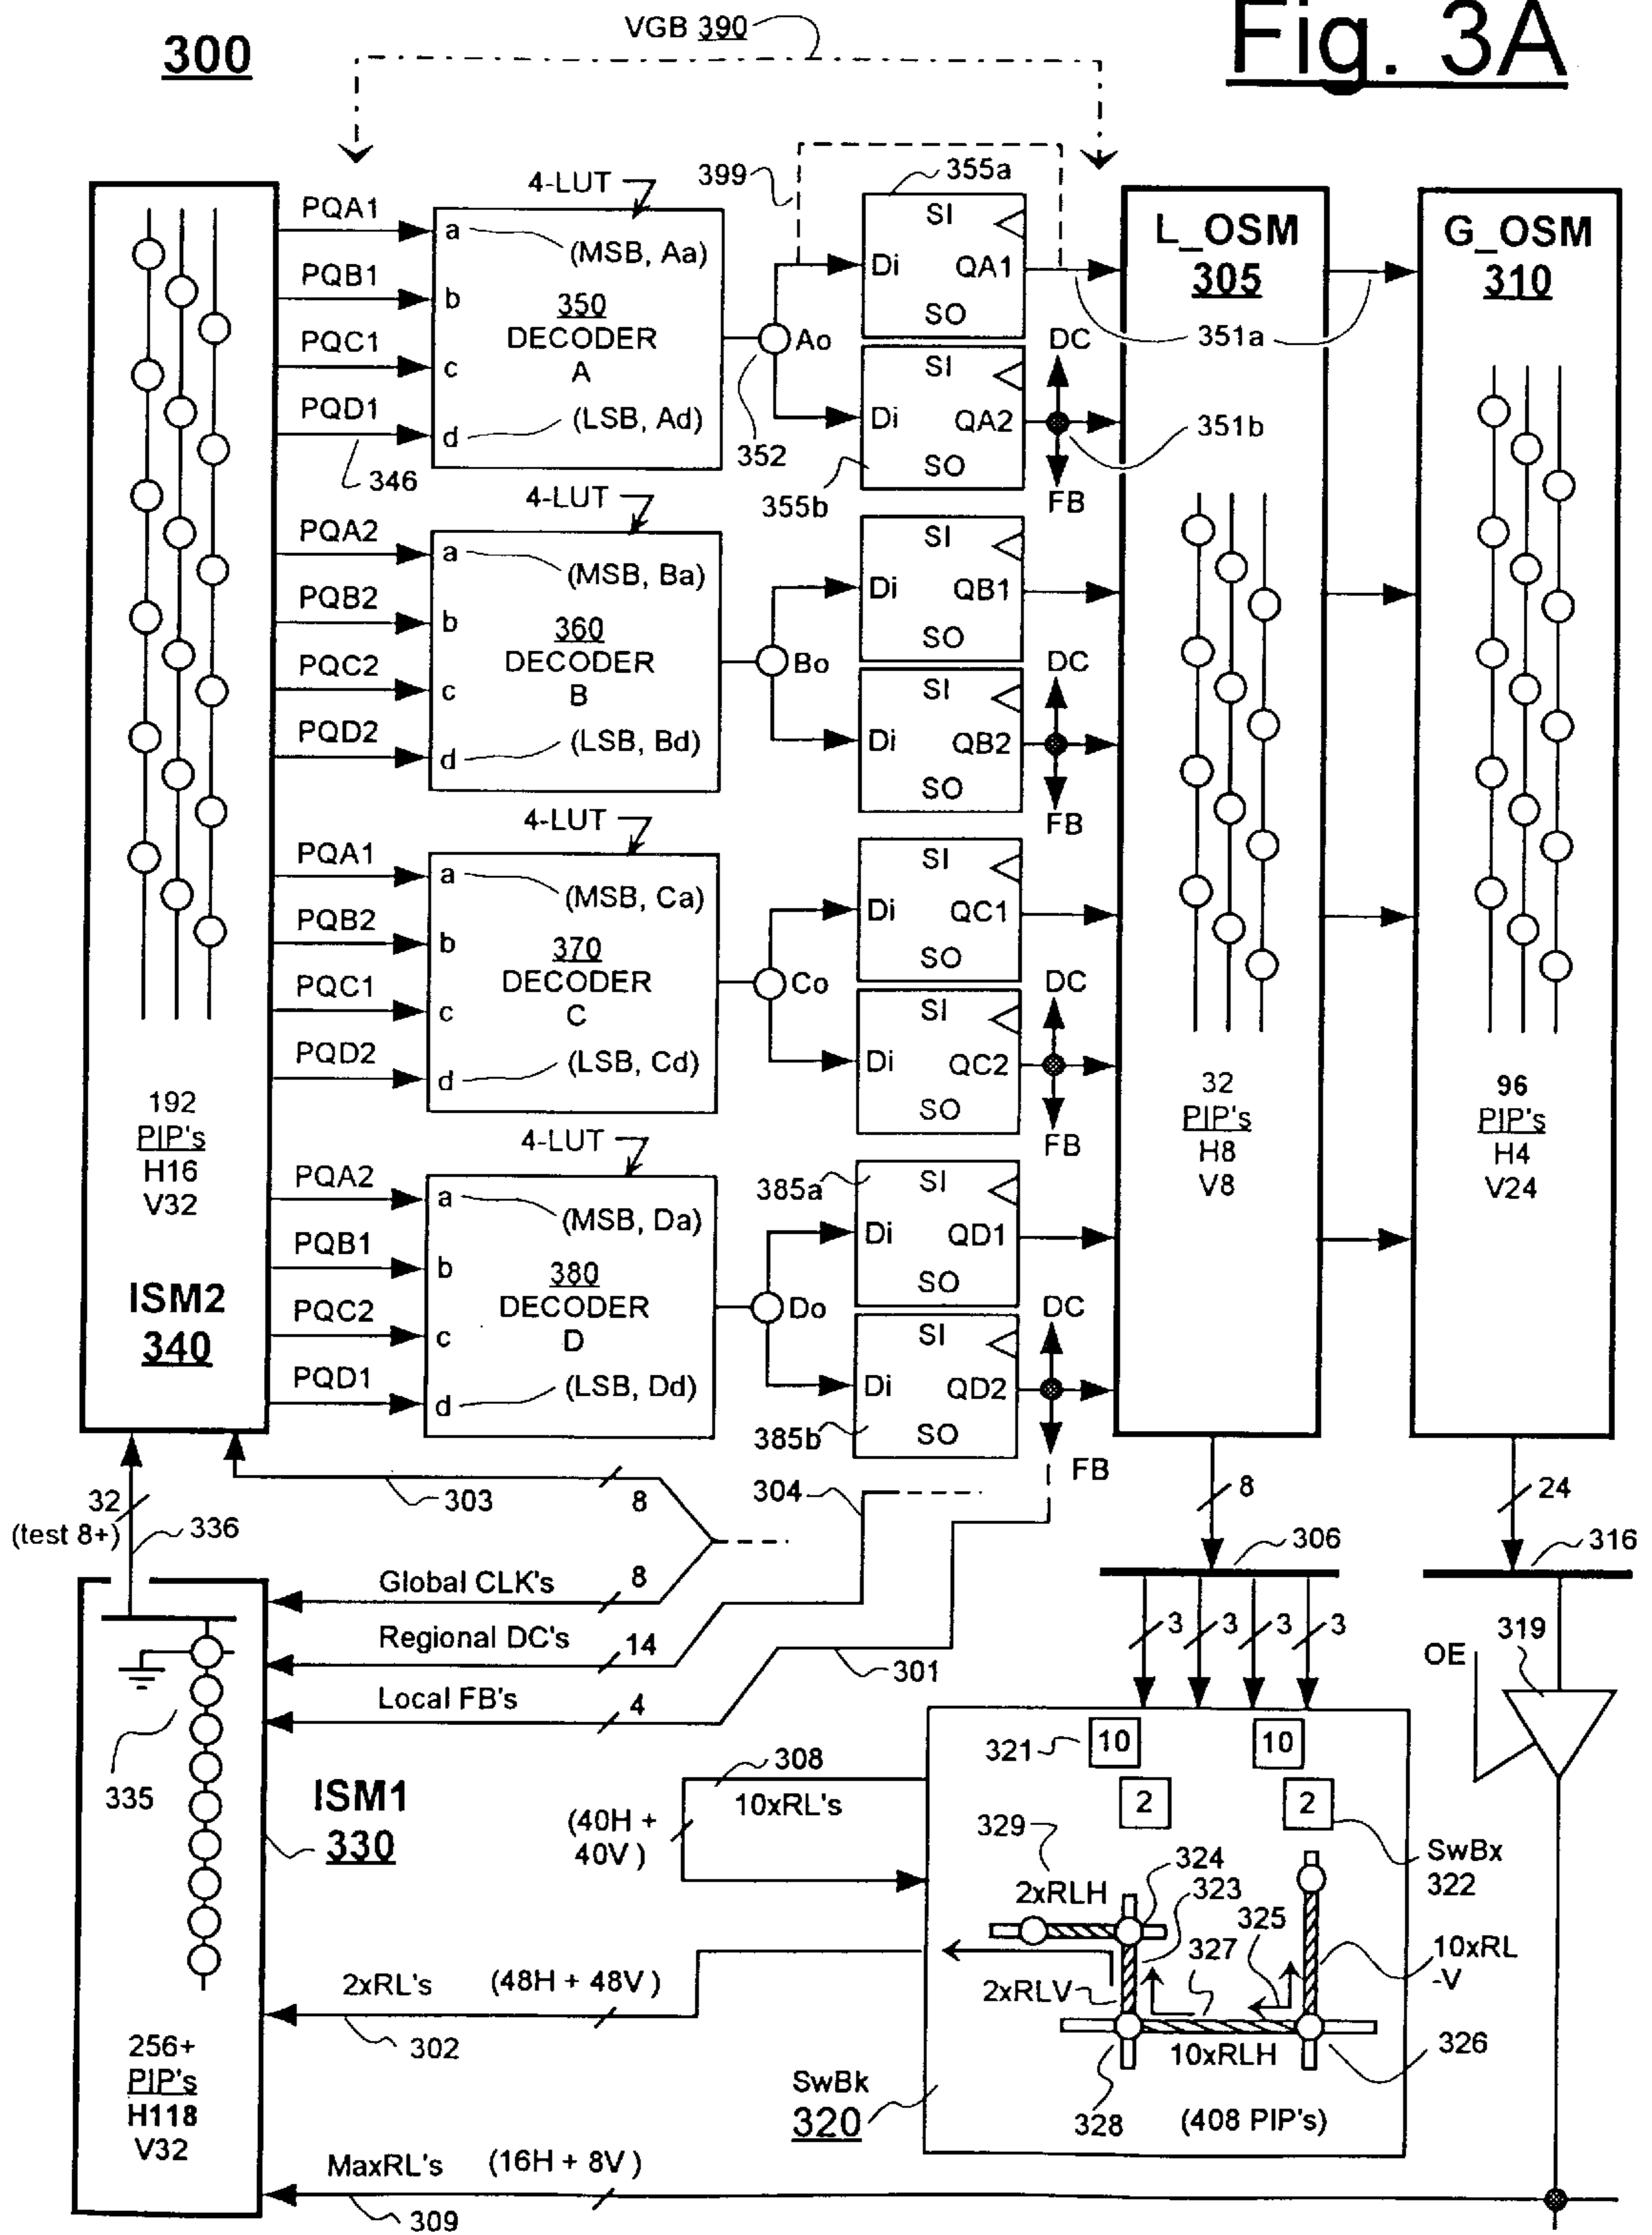 VGB 390
Fig. 3A
300
399
355a
4-LUT
PQA1
a
(MSB, Aa)
PQB1
b
350
DECODER
A
PQC1
c
PQD1
d
(LSB, Ad)
346
Ao
352
SI
Di
QA1
SO
SI
Di
QA2
SO
355b
DC
FB
351a
351b
L_OSM
305
G_OSM
310
4-LUT
PQA2
a
(MSB, Ba)
PQB2
b
360
DECODER
B
PQC2
c
PQD2
d
(LSB, Bd)
Bo
SI
Di
QB1
SO
SI
Di
QB2
SO
DC
FB
4-LUT
PQA1
a
(MSB, Ca)
PQB2
b
370
DECODER
C
PQC1
c
PQD2
d
(LSB, Cd)
Co
SI
Di
QC1
SO
SI
Di
QC2
SO
DC
FB
192
PIP's
H16
V32
32
PIP's
H8
V8
96
PIP's
H4
V24
4-LUT
PQA2
a
(MSB, Da)
PQB1
b
380
DECODER
D
PQC2
c
PQD1
d
(LSB, Dd)
Do
385a
SI
Di
QD1
SO
SI
Di
QD2
SO
385b
DC
FB
ISM2
340
32
(test 8+)
336
303
8
304
8
24
306
316
Global CLK's
8
Regional DC's
14
Local FB's
4
301
3
3
3
3
319
OE
335
ISM1
330
308
10xRL's
(40H +
40V)
321
10
10
2
2
SwBx
322
329
2xRLH
324
323
325
327
10xRL
-V
2xRLV
10xRLH
326
328
(408 PIP's)
SwBk
320
2xRL's
(48H + 48V)
302
256+
PIP's
H118
V32
MaxRL's
(16H + 8V)
309